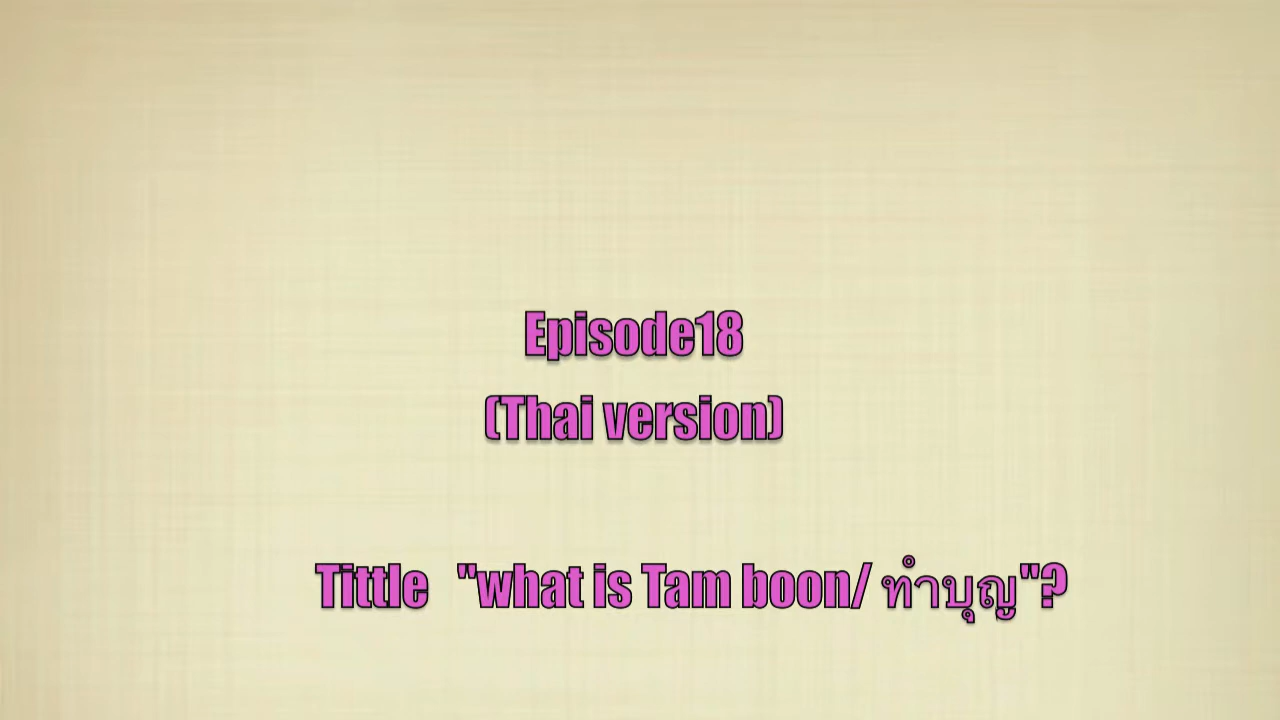 Episode18
(Thai version)
Tittle "what is Tam boon/ ทำบุญ"?